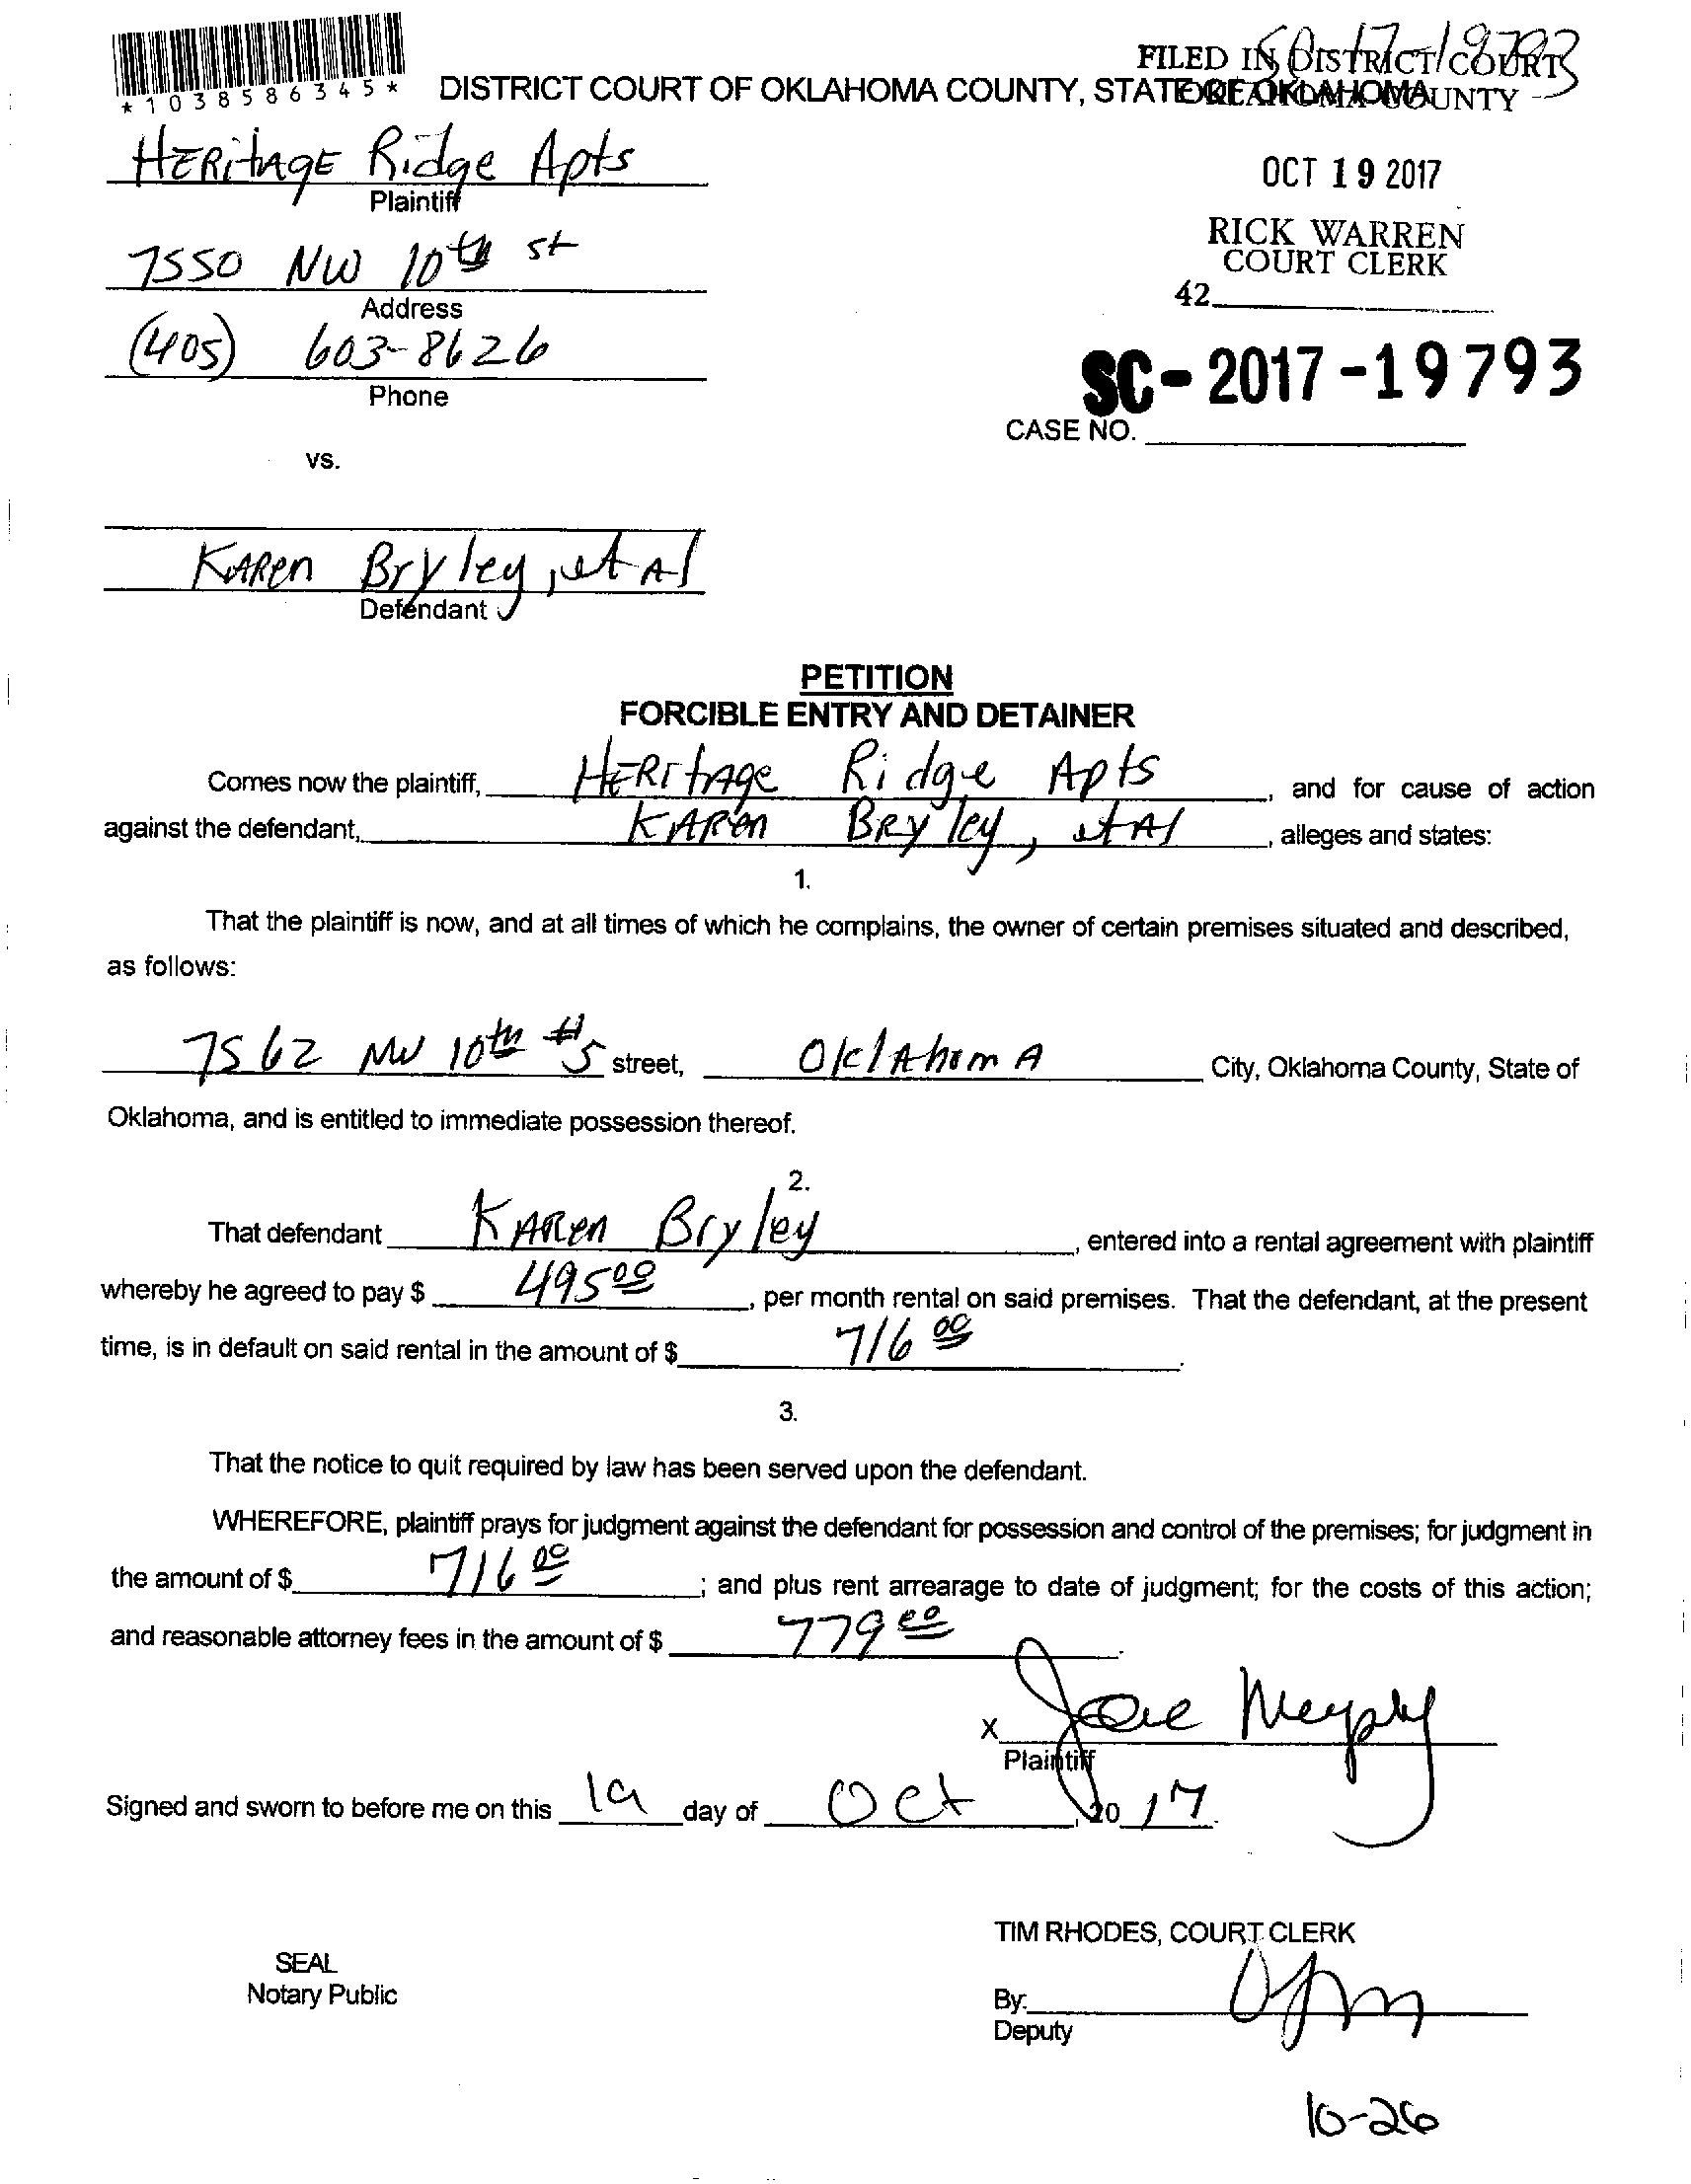 SC-17-19793
FILED IN DISTRICT COURT
*1038586345* DISTRICT COURT OF OKLAHOMA COUNTY, STATE OF OKLAHOMA
OKLAHOMA COUNTY
HERitAgE Ridge Apts
Plaintiff
OCT 19 2017
7550 NW 10th st
Address
RICK WARREN
COURT CLERK
42
(405) 603-8626
Phone
SC-2017-19793
CASE NO.
vs.
KAREn Bryley, et Al
Defendant
PETITION
FORCIBLE ENTRY AND DETAINER
Comes now the plaintiff, HERItAge Ridge Apts, and for cause of action
against the defendant, KARen BRyley, et Al, alleges and states:
1.
That the plaintiff is now, and at all times of which he complains, the owner of certain premises situated and described,
as follows:
7562 NW 10th #5 street, OklAhomA City, Oklahoma County, State of
Oklahoma, and is entitled to immediate possession thereof.
2.
That defendant KARen Bryley, entered into a rental agreement with plaintiff
whereby he agreed to pay $ 495 00, per month rental on said premises. That the defendant, at the present
time, is in default on said rental in the amount of $ 716 00.
3.
That the notice to quit required by law has been served upon the defendant.
WHEREFORE, plaintiff prays for judgment against the defendant for possession and control of the premises; for judgment in
the amount of $ 716 00; and plus rent arrearage to date of judgment; for the costs of this action;
and reasonable attorney fees in the amount of $ 779 00.
X
Plaintiff
Signed and sworn to before me on this 19 day of Oct, 20 17.
TIM RHODES, COURT CLERK
SEAL
Notary Public
By:
Deputy
10-26